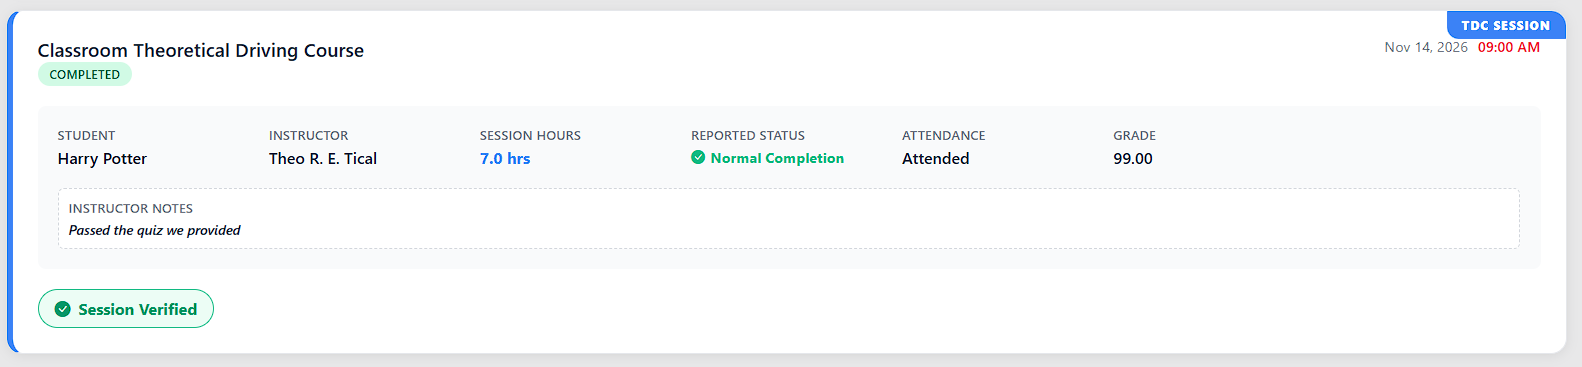 TDC SESSION
Classroom Theoretical Driving Course
Nov 14, 2026 09:00 AM
COMPLETED
STUDENT INSTRUCTOR SESSION HOURS REPORTED STATUS ATTENDANCE GRADE
Harry Potter Theo R. E. Tical 7.0 hrs Normal Completion Attended 99.00
INSTRUCTOR NOTES
Passed the quiz we provided
Session Verified